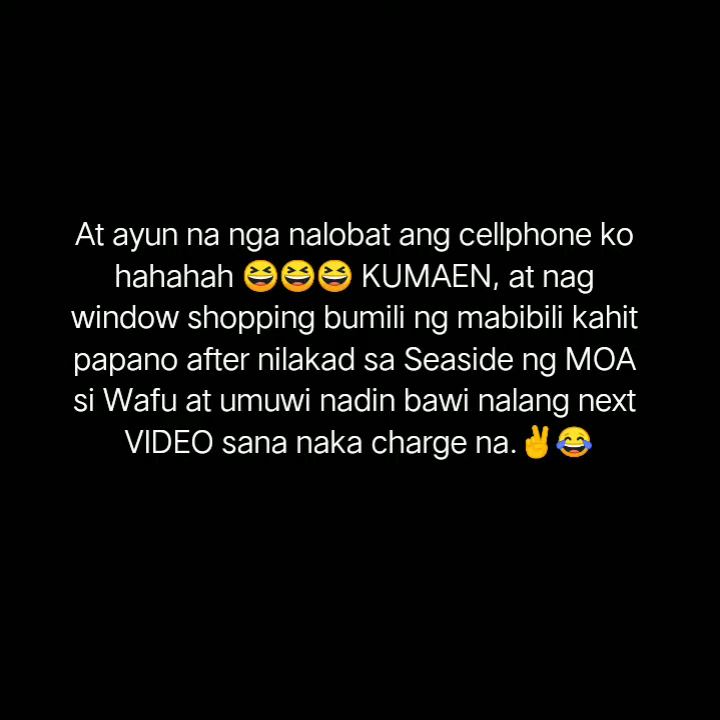 At ayun na nga nalobat ang cellphone ko
hahahah 😆😆😆 KUMAEN, at nag
window shopping bumili ng mabibili kahit
papano after nilakad sa Seaside ng MOA
si Wafu at umuwi nadin bawi nalang next
VIDEO sana naka charge na.✌️😂